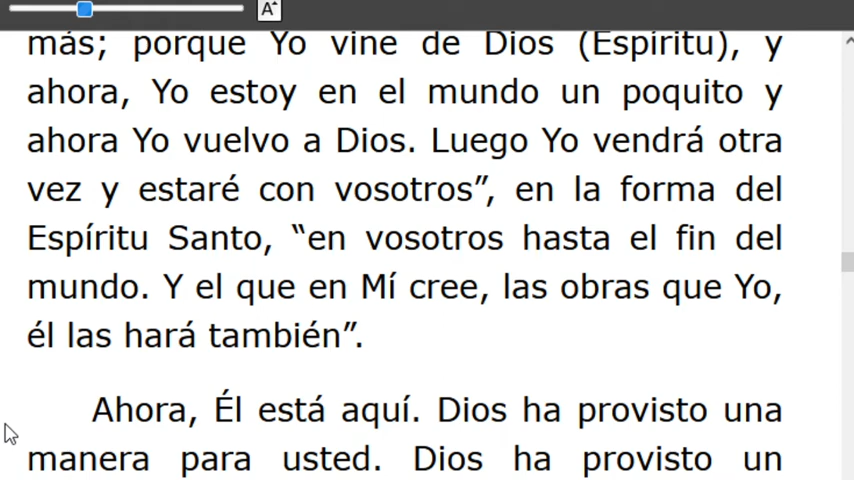 A
más; porque Yo vine de Dios (Espíritu), y
ahora, Yo estoy en el mundo un poquito y
ahora Yo vuelvo a Dios. Luego Yo vendrá otra
vez y estaré con vosotros”, en la forma del
Espíritu Santo, “en vosotros hasta el fin del
mundo. Y el que en Mí cree, las obras que Yo,
él las hará también”.
Ahora, Él está aquí. Dios ha provisto una
manera para usted. Dios ha provisto un